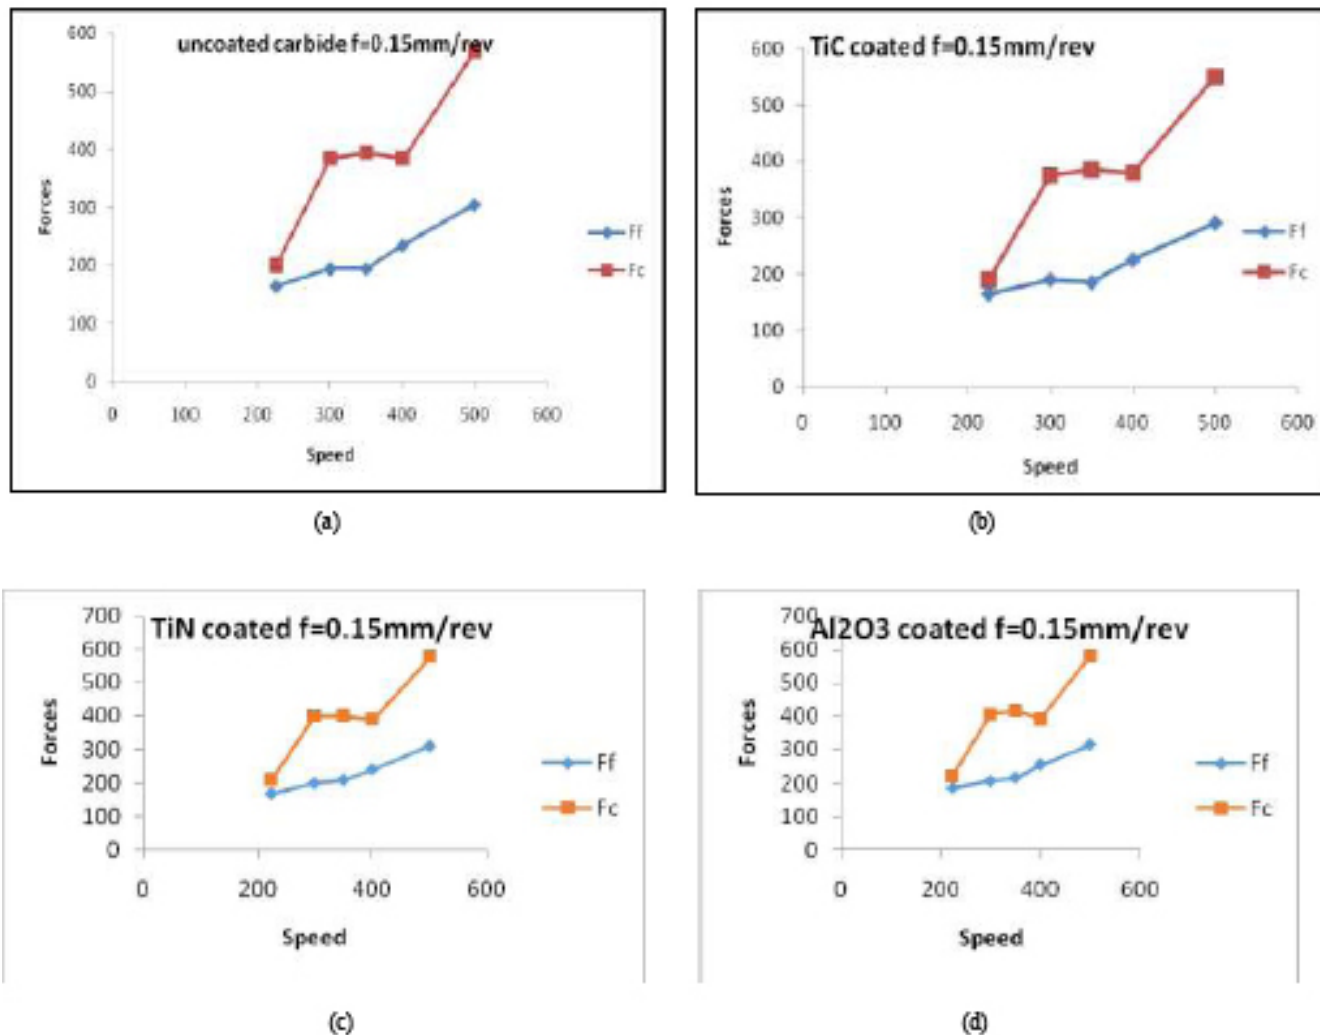 uncoated carbide f=0.15mm/rev
600
500
400
300
200
100
0
0 100 200 300 400 500 600
Forces
Speed
Ff
Fc
(a)
TiC coated f=0.15mm/rev
600
500
400
300
200
100
0
0 100 200 300 400 500 600
Forces
Speed
Ff
Fc
(b)
TiN coated f=0.15mm/rev
700
600
500
400
300
200
100
0
0 200 400 600
Forces
Speed
Ff
Fc
(c)
Al2O3 coated f=0.15mm/rev
700
600
500
400
300
200
100
0
0 200 400 600
Forces
Speed
Ff
Fc
(d)